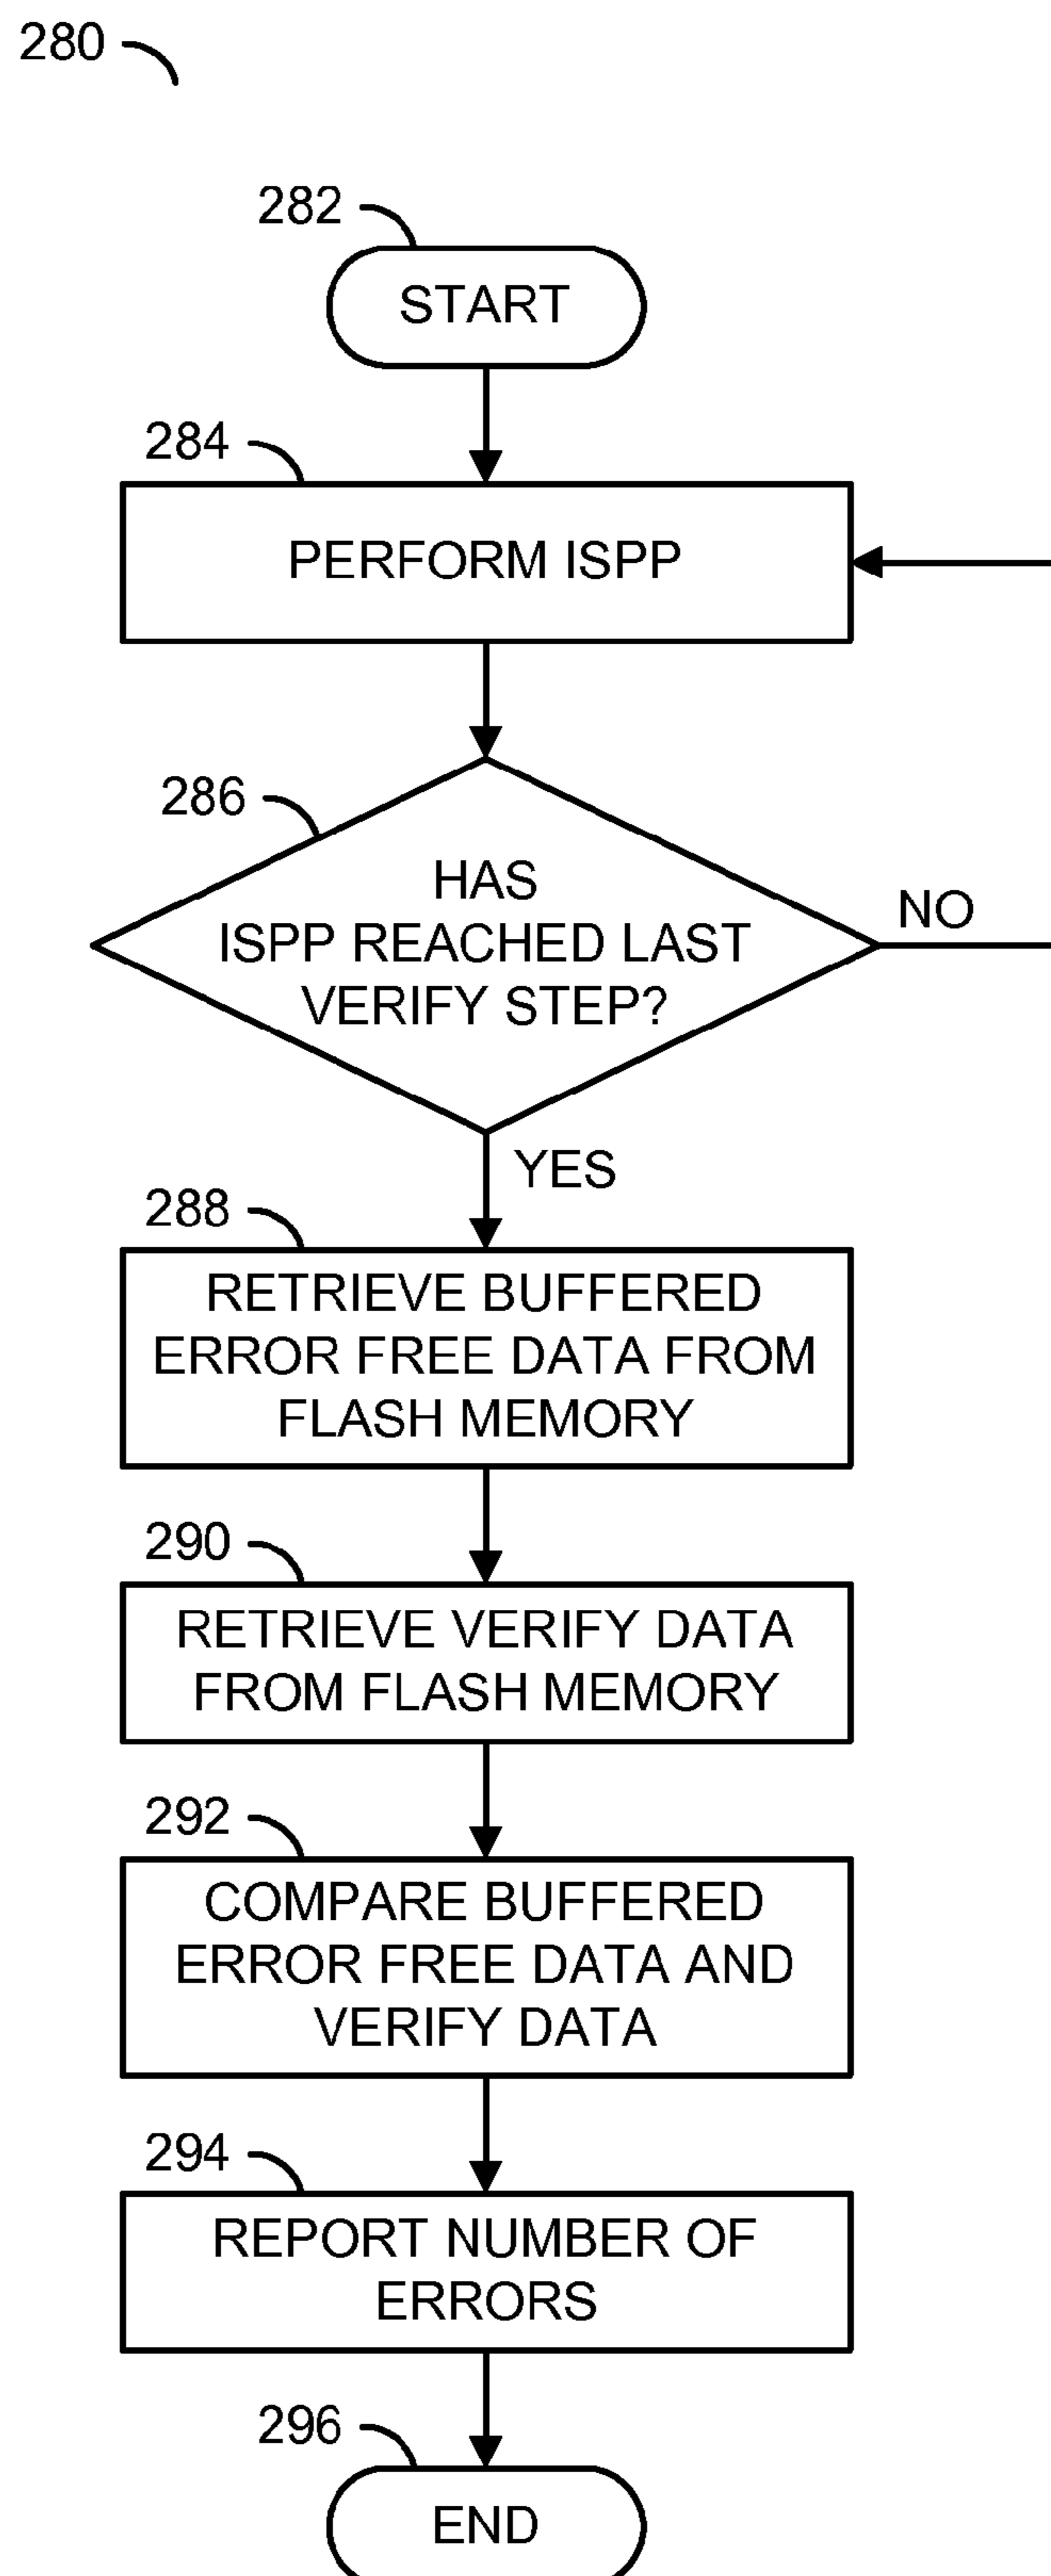 280
282
START
284
PERFORM ISPP
286
HAS
ISPP REACHED LAST
VERIFY STEP?
NO
YES
288
RETRIEVE BUFFERED
ERROR FREE DATA FROM
FLASH MEMORY
290
RETRIEVE VERIFY DATA
FROM FLASH MEMORY
292
COMPARE BUFFERED
ERROR FREE DATA AND
VERIFY DATA
294
REPORT NUMBER OF
ERRORS
296
END